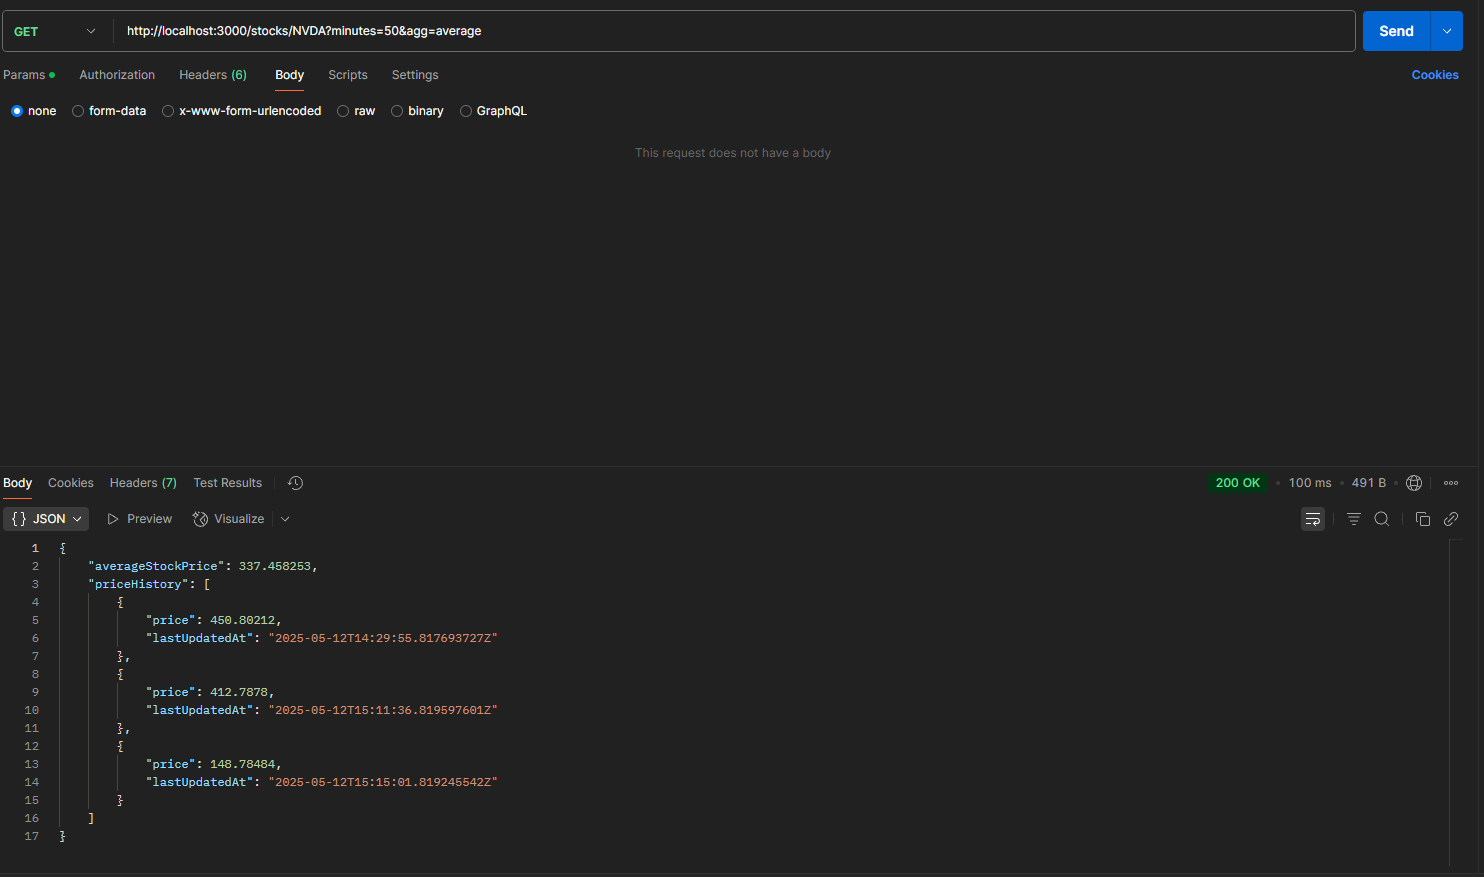 GET http://localhost:3000/stocks/NVDA?minutes=50&agg=average Send
Params Authorization Headers (6) Body Scripts Settings Cookies
none form-data x-www-form-urlencoded raw binary GraphQL
This request does not have a body
Body Cookies Headers (7) Test Results 200 OK • 100 ms • 491 B
{} JSON Preview Visualize
1 {
2 "averageStockPrice": 337.458253,
3 "priceHistory": [
4 {
5 "price": 450.80212,
6 "lastUpdatedAt": "2025-05-12T14:29:55.817693727Z"
7 },
8 {
9 "price": 412.7878,
10 "lastUpdatedAt": "2025-05-12T15:11:36.819597601Z"
11 },
12 {
13 "price": 148.78484,
14 "lastUpdatedAt": "2025-05-12T15:15:01.819245542Z"
15 }
16 ]
17 }